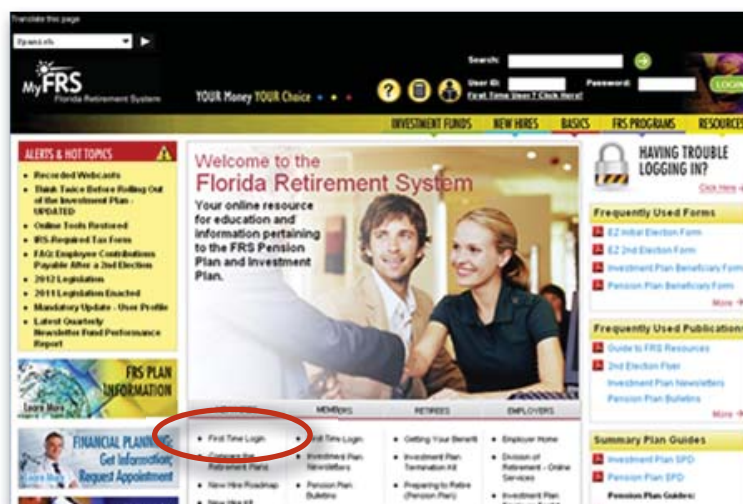 Translate this page
Spanish
MyFRS
Florida Retirement System
YOUR Money YOUR Choice
Search:
User ID:
Password:
LOGIN
First Time User? Click Here!
INVESTMENT FUNDS
NEW HIRES
BASICS
FRS PROGRAMS
RESOURCES
ALERTS & HOT TOPICS
Recorded Webcasts
Think Twice Before Rolling Out
of the Investment Plan -
UPDATED
Online Tools Restored
IRS-Required Tax Form
FAQ: Employee Contributions
Payable After a 2nd Election
2012 Legislation
2011 Legislation Enacted
Mandatory Update - User Profile
Latest Quarterly
Newsletter Fund Performance
Report
FRS PLAN
INFORMATION
Learn More
FINANCIAL PLANNING:
Get Information;
Request Appointment
Learn More
Welcome to the
Florida Retirement System
Your online resource
for education and
information pertaining
to the FRS Pension
Plan and Investment
Plan.
MEMBERS
RETIREES
EMPLOYERS
First Time Login
Compare the
Retirement Plans
New Hire Roadmap
New Hire Kit
First Time Login
Investment Plan
Newsletters
Pension Plan
Bulletins
Getting Your Benefit
Investment Plan
Termination Kit
Preparing to Retire
(Pension Plan)
Employer Home
Division of
Retirement - Online
Services
Investment Plan
HAVING TROUBLE
LOGGING IN?
Click Here
Frequently Used Forms
EZ Initial Election Form
EZ 2nd Election Form
Investment Plan Beneficiary Form
Pension Plan Beneficiary Form
More
Frequently Used Publications
Guide to FRS Resources
2nd Election Flyer
Investment Plan Newsletters
Pension Plan Bulletins
More
Summary Plan Guides
Investment Plan SPD
Pension Plan SPD
Pension Plan Guides: